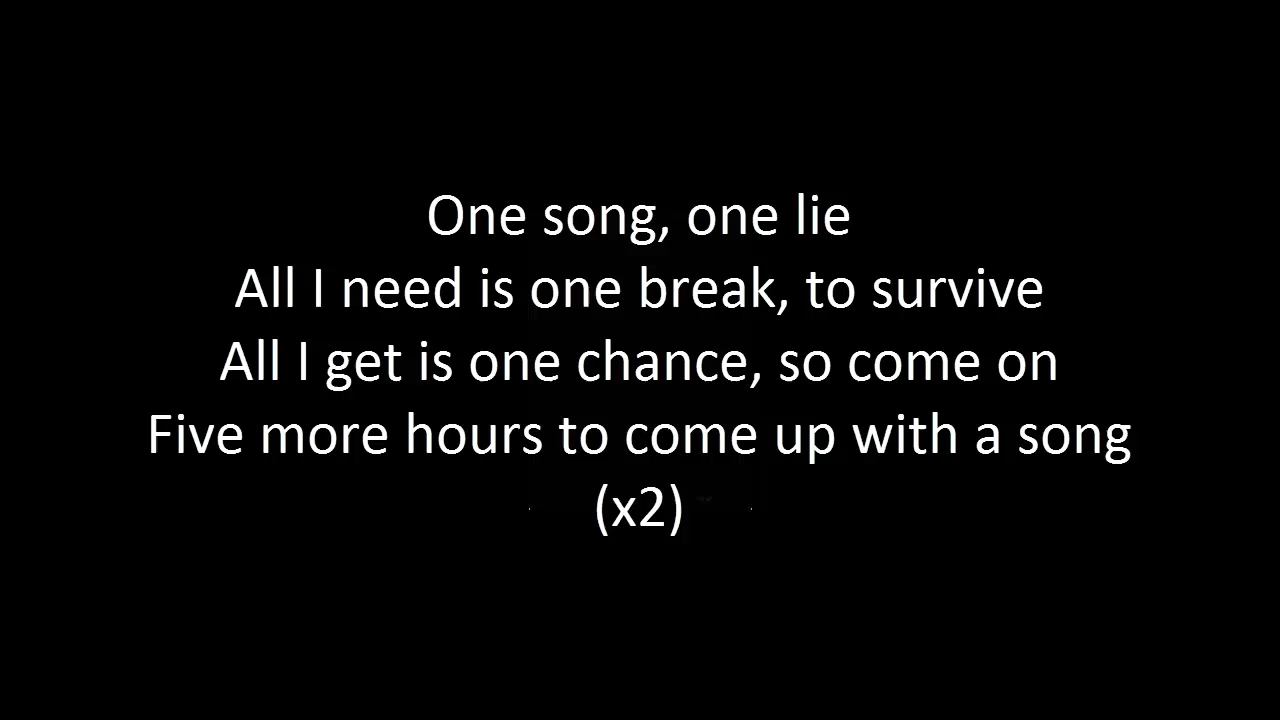 One song, one lie
All I need is one break, to survive
All I get is one chance, so come on
Five more hours to come up with a song
(x2)